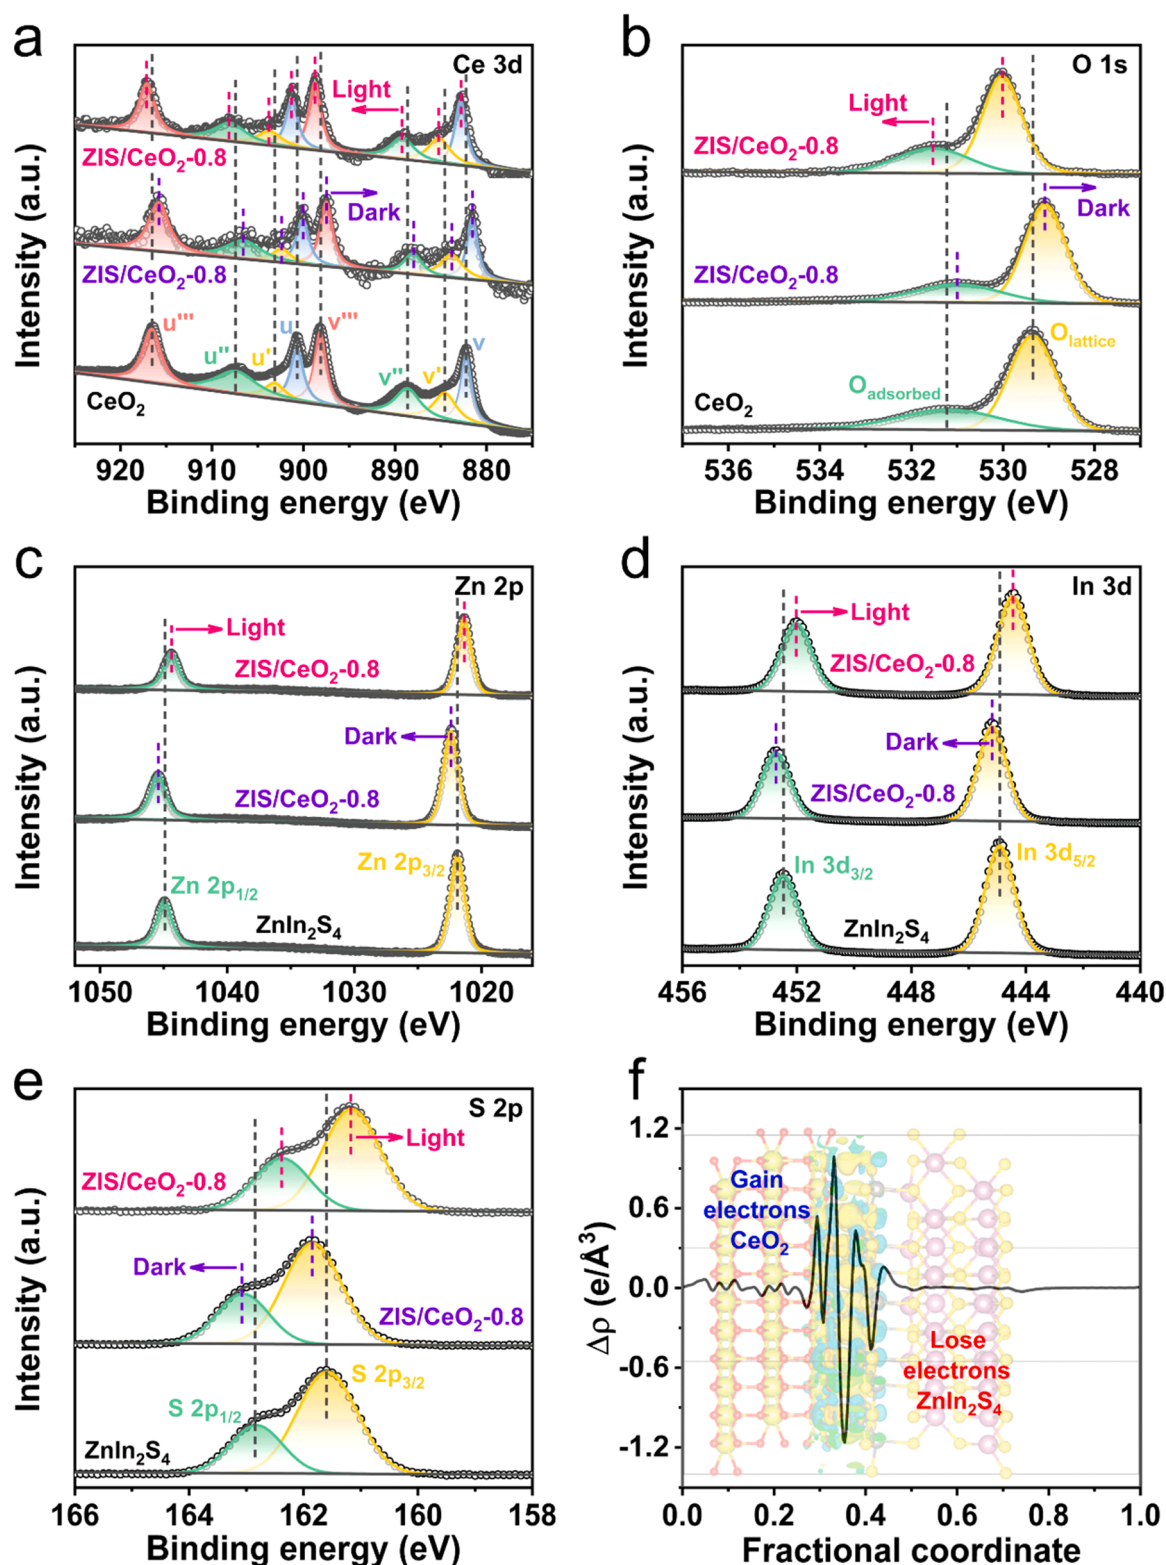 a
Ce 3d
Light
ZIS/CeO₂-0.8
Dark
ZIS/CeO₂-0.8
u''' u'' u' u v''' v'' v' v
CeO₂
Intensity (a.u.)
920 910 900 890 880
Binding energy (eV)
b
O 1s
Light
ZIS/CeO₂-0.8
Dark
ZIS/CeO₂-0.8
O_lattice
O_adsorbed
CeO₂
Intensity (a.u.)
536 534 532 530 528
Binding energy (eV)
c
Zn 2p
Light
ZIS/CeO₂-0.8
Dark
ZIS/CeO₂-0.8
Zn 2p₃/₂
Zn 2p₁/₂
ZnIn₂S₄
Intensity (a.u.)
1050 1040 1030 1020
Binding energy (eV)
d
In 3d
Light
ZIS/CeO₂-0.8
Dark
ZIS/CeO₂-0.8
In 3d₅/₂
In 3d₃/₂
ZnIn₂S₄
Intensity (a.u.)
456 452 448 444 440
Binding energy (eV)
e
S 2p
Light
ZIS/CeO₂-0.8
Dark
ZIS/CeO₂-0.8
S 2p₃/₂
S 2p₁/₂
ZnIn₂S₄
Intensity (a.u.)
166 164 162 160 158
Binding energy (eV)
f
1.2
0.6
0.0
-0.6
-1.2
Δρ (e/Å³)
Gain
electrons
CeO₂
Lose
electrons
ZnIn₂S₄
0.0 0.2 0.4 0.6 0.8 1.0
Fractional coordinate